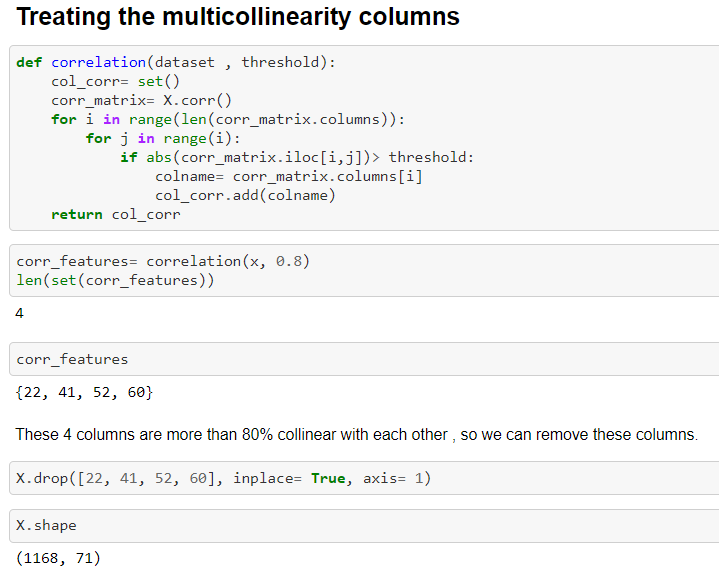 Treating the multicollinearity columns
def correlation(dataset , threshold):
    col_corr= set()
    corr_matrix= X.corr()
    for i in range(len(corr_matrix.columns)):
        for j in range(i):
            if abs(corr_matrix.iloc[i,j])> threshold:
                colname= corr_matrix.columns[i]
                col_corr.add(colname)
    return col_corr
corr_features= correlation(x, 0.8)
len(set(corr_features))
4
corr_features
{22, 41, 52, 60}
These 4 columns are more than 80% collinear with each other , so we can remove these columns.
X.drop([22, 41, 52, 60], inplace= True, axis= 1)
X.shape
(1168, 71)